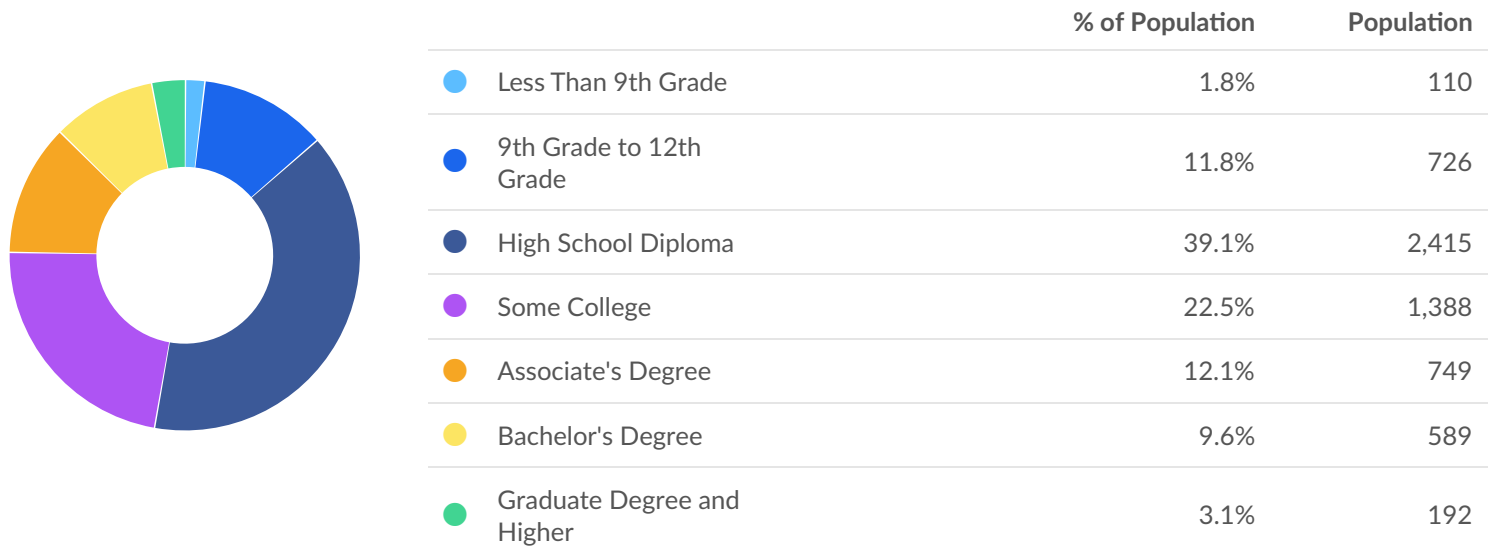 % of Population Population
Less Than 9th Grade 1.8% 110
9th Grade to 12th
Grade 11.8% 726
High School Diploma 39.1% 2,415
Some College 22.5% 1,388
Associate's Degree 12.1% 749
Bachelor's Degree 9.6% 589
Graduate Degree and
Higher 3.1% 192